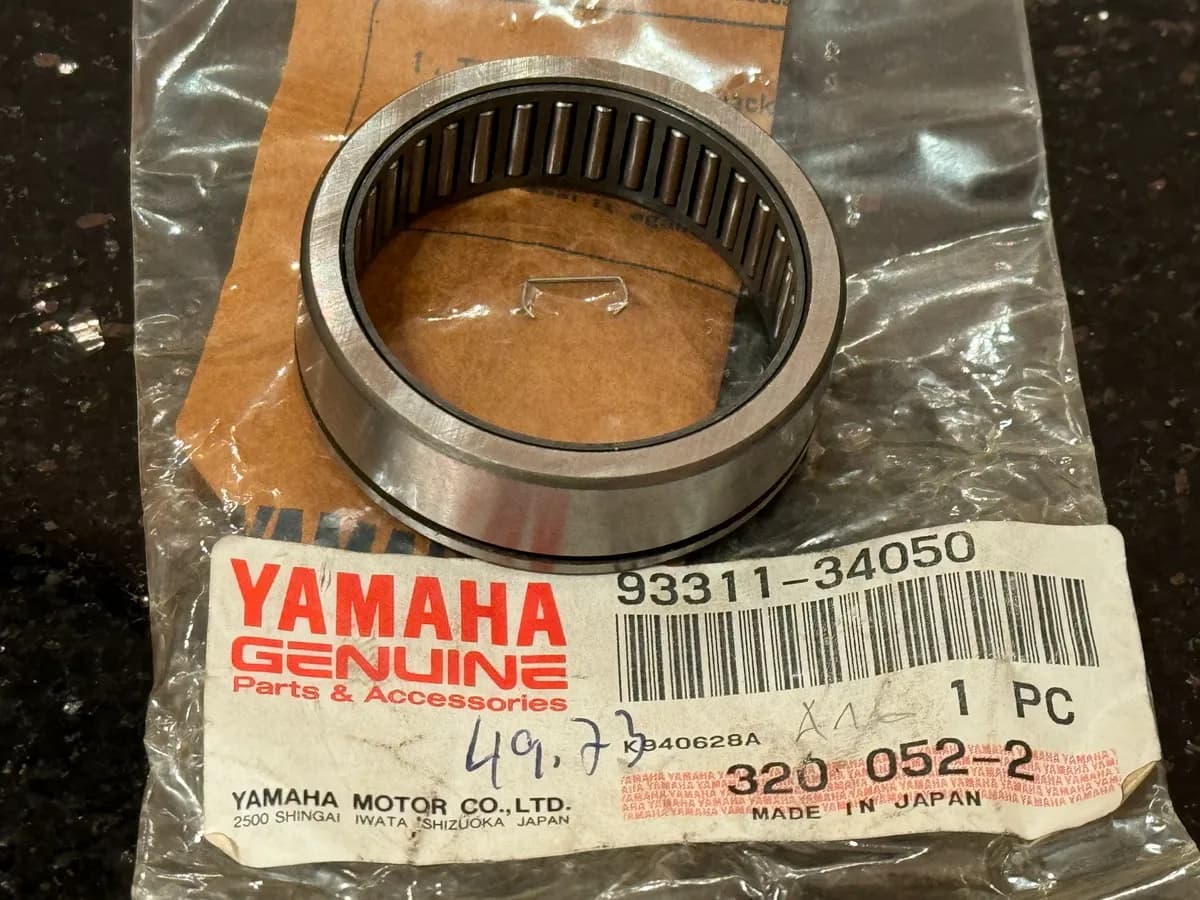 1.
YAMAHA
GENUINE
Parts & Accessories
93311-34050
1 PC
49.73
K940628A
320 052-2
MADE IN JAPAN
YAMAHA MOTOR CO.,LTD.
2500 SHINGAI IWATA SHIZUOKA JAPAN